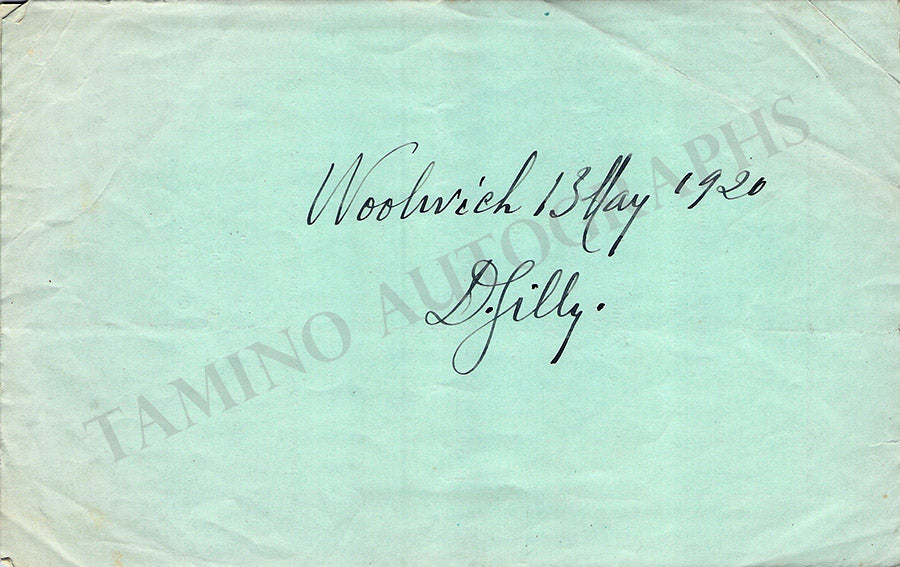 Woolwich 13 May 1920
D. Gilly.
TAMINO AUTOGRAPHS